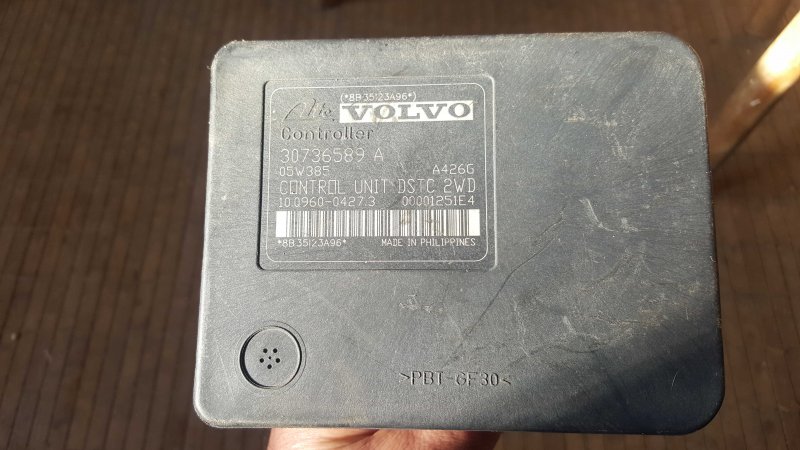 (*8B35123A96*)
Ate VOLVO
Controller
30736589 A
05W385 A426G
CONTROL UNIT DSTC 2WD
10.0960-0427.3 00001251E4
*8B35123A96* MADE IN PHILIPPINES
>PBT-GF30<